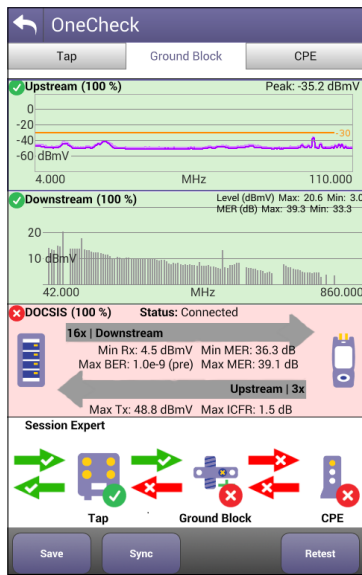 OneCheck
Tap Ground Block CPE
Upstream (100 %) Peak: -35.2 dBmV
0
-20
-30
-40
-60 dBmV
4.000 MHz 110.000
Downstream (100 %) Level (dBmV) Max: 20.6 Min: 3.0
MER (dB) Max: 39.3 Min: 33.3
20
10 dBmV
42.000 MHz 860.000
DOCSIS (100 %) Status: Connected
16x | Downstream
Min Rx: 4.5 dBmV Min MER: 36.3 dB
Max BER: 1.0e-9 (pre) Max MER: 39.1 dB
Upstream | 3x
Max Tx: 48.8 dBmV Max ICFR: 1.5 dB
Session Expert
Tap Ground Block CPE
Save Sync Retest